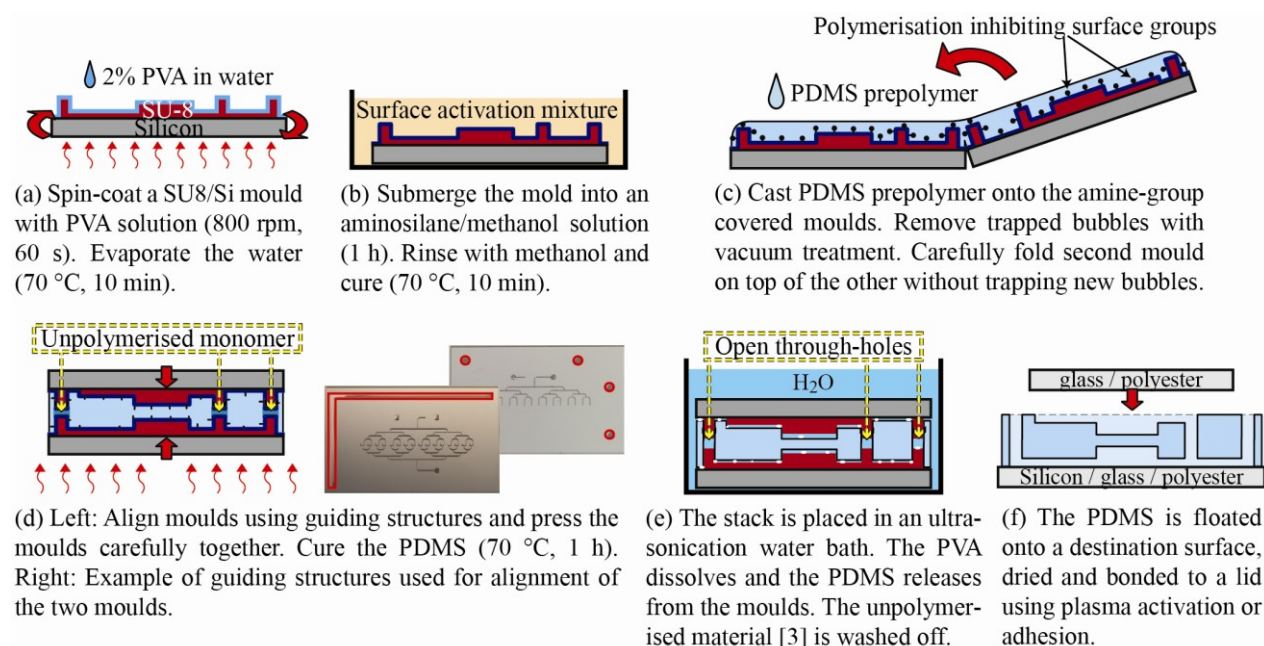 2% PVA in water
SU-8
Silicon
(a) Spin-coat a SU8/Si mould
with PVA solution (800 rpm,
60 s). Evaporate the water
(70 °C, 10 min).
Surface activation mixture
(b) Submerge the mold into an
aminosilane/methanol solution
(1 h). Rinse with methanol and
cure (70 °C, 10 min).
Polymerisation inhibiting surface groups
PDMS prepolymer
(c) Cast PDMS prepolymer onto the amine-group
covered moulds. Remove trapped bubbles with
vacuum treatment. Carefully fold second mould
on top of the other without trapping new bubbles.
Unpolymerised monomer
(d) Left: Align moulds using guiding structures and press the
moulds carefully together. Cure the PDMS (70 °C, 1 h).
Right: Example of guiding structures used for alignment of
the two moulds.
Open through-holes
H₂O
(e) The stack is placed in an ultra-
sonication water bath. The PVA
dissolves and the PDMS releases
from the moulds. The unpolymer-
ised material [3] is washed off.
glass / polyester
Silicon / glass / polyester
(f) The PDMS is floated
onto a destination surface,
dried and bonded to a lid
using plasma activation or
adhesion.